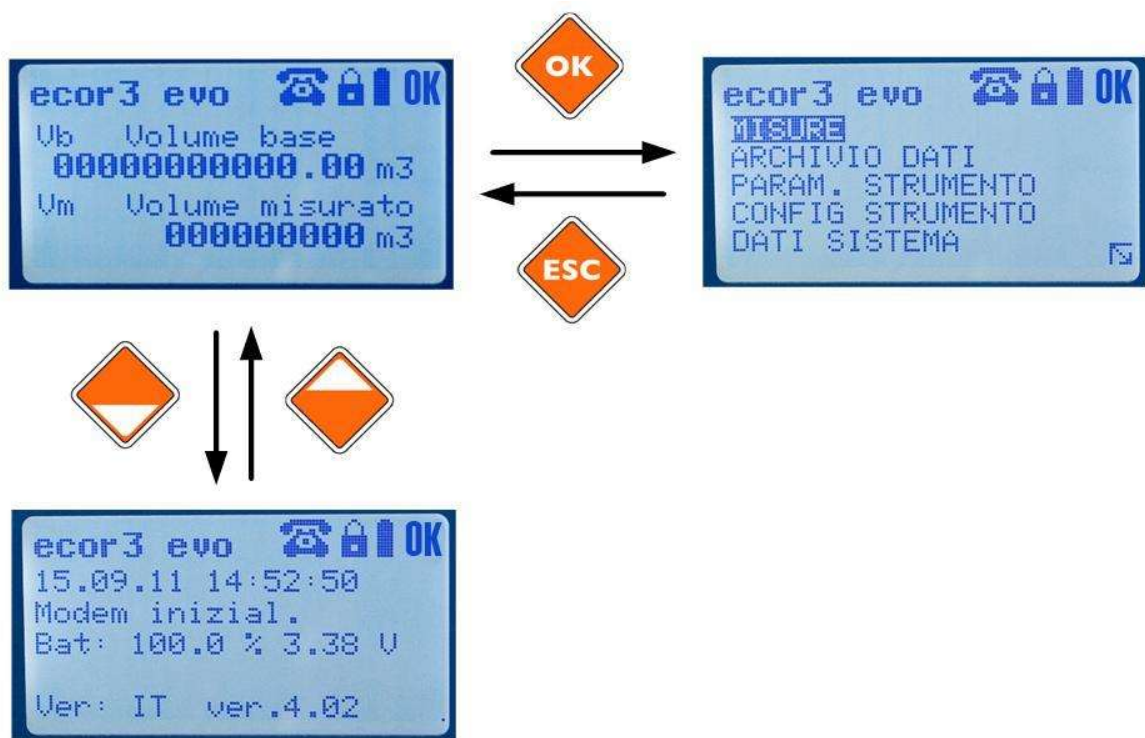 ecor3 evo OK
Vb Volume base
00000000000.00 m3
Vm Volume misurato
000000000 m3
OK
ESC
ecor3 evo OK
MISURE
ARCHIVIO DATI
PARAM. STRUMENTO
CONFIG STRUMENTO
DATI SISTEMA
ecor3 evo OK
15.09.11 14:52:50
Modem inizial.
Bat: 100.0 % 3.38 V
Ver: IT ver.4.02